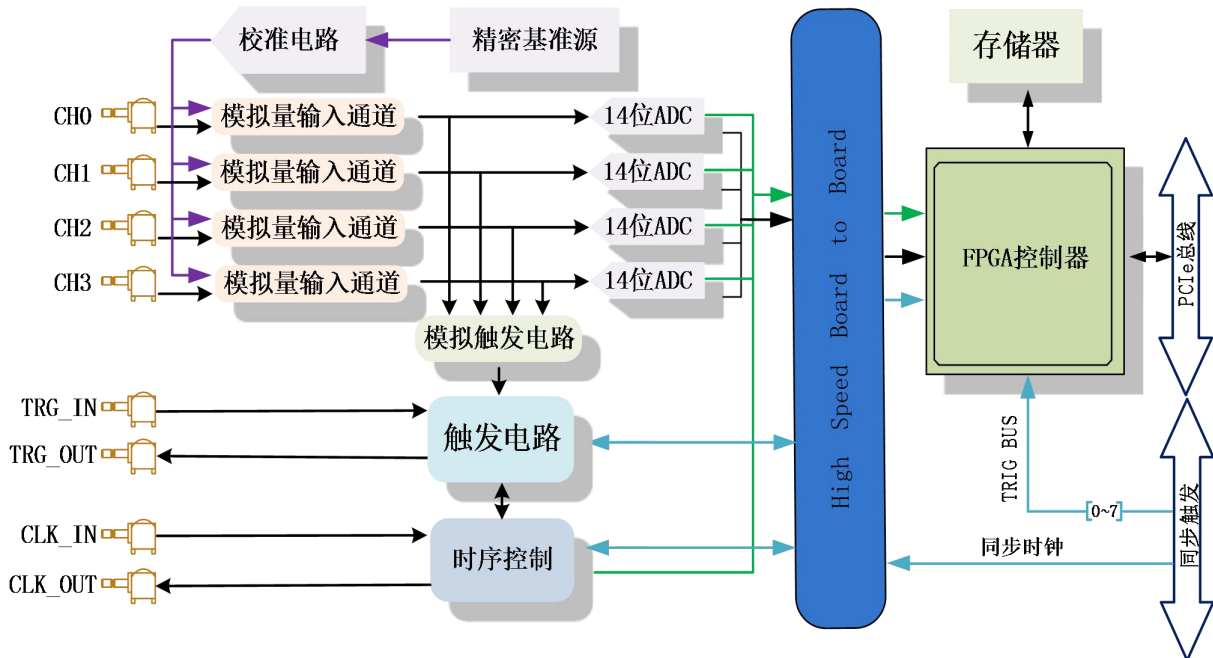 校准电路
精密基准源
存储器
CH0
模拟量输入通道
14位ADC
CH1
模拟量输入通道
14位ADC
CH2
模拟量输入通道
14位ADC
CH3
模拟量输入通道
14位ADC
High Speed Board to Board
FPGA控制器
PCIe总线
模拟触发电路
TRG_IN
触发电路
TRG_OUT
TRIG BUS
[0~7]
同步触发
CLK_IN
时序控制
同步时钟
CLK_OUT